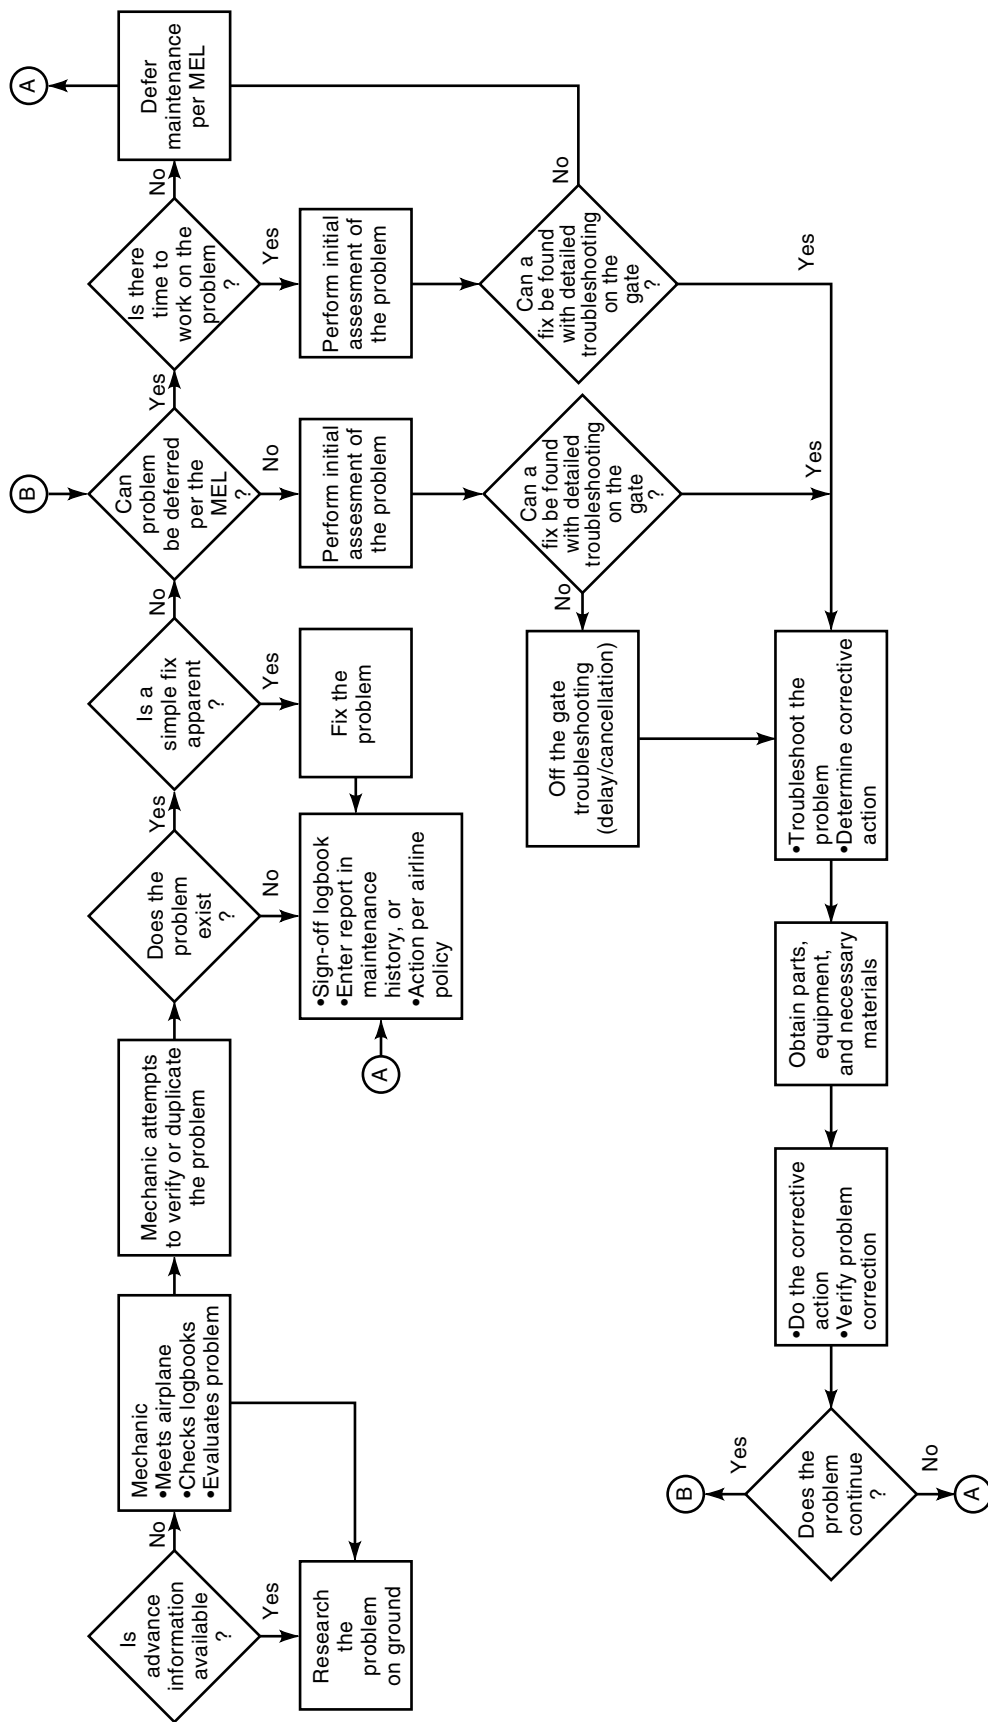 Is
advance
information
available
?
No
Yes
Research
the
problem
on ground
Mechanic
•Meets airplane
•Checks logbooks
•Evaluates problem
Mechanic attempts
to verify or duplicate
the problem
Does the
problem
exist
?
Yes
No
•Sign-off logbook
•Enter report in
maintenance
history, or
•Action per airline
policy
A
Is a
simple fix
apparent
?
No
Yes
Fix the
problem
B
Can
problem
be deferred
per the
MEL
?
Yes
No
Perform initial
assesment of
the problem
Can a
fix be found
with detailed
troubleshooting
on the
gate
?
No
Yes
Off the gate
troubleshooting
(delay/cancellation)
Is there
time to
work on the
problem
?
No
Yes
Perform initial
assesment of
the problem
Can a
fix be found
with detailed
troubleshooting
on the
gate
?
No
Yes
Defer
maintenance
per MEL
A
•Troubleshoot the
problem
•Determine corrective
action
Obtain parts,
equipment,
and necessary
materials
•Do the corrective
action
•Verify problem
correction
Does the
problem
continue
?
Yes
B
No
A